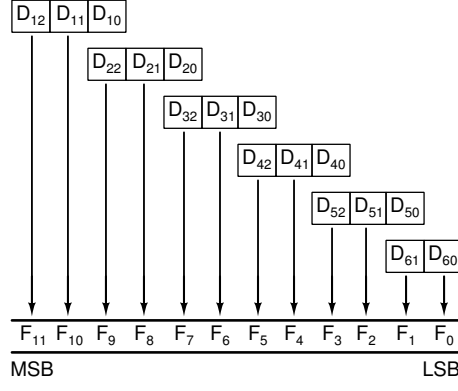 D₁₂ D₁₁ D₁₀
D₂₂ D₂₁ D₂₀
D₃₂ D₃₁ D₃₀
D₄₂ D₄₁ D₄₀
D₅₂ D₅₁ D₅₀
D₆₁ D₆₀
F₁₁ F₁₀ F₉ F₈ F₇ F₆ F₅ F₄ F₃ F₂ F₁ F₀
MSB LSB